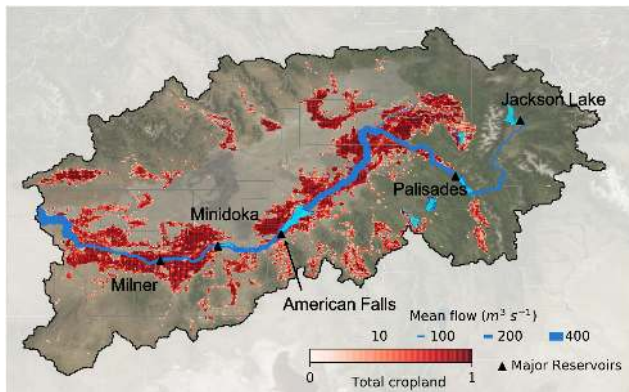 Jackson Lake
Palisades
Minidoka
Milner
American Falls
Mean flow (m³ s⁻¹)
10 100 200 400
0 1
Total cropland
▲ Major Reservoirs